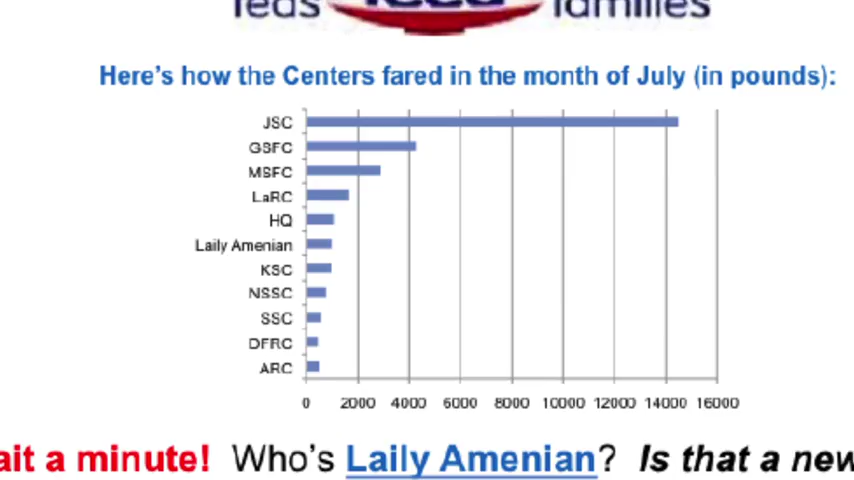 feds feed families
Here's how the Centers fared in the month of July (in pounds):
JSC
GSFC
MSFC
LaRC
HQ
Laily Amenian
KSC
NSSC
SSC
DFRC
ARC
0 2000 4000 6000 8000 10000 12000 14000 16000
ait a minute! Who's Laily Amenian? Is that a new